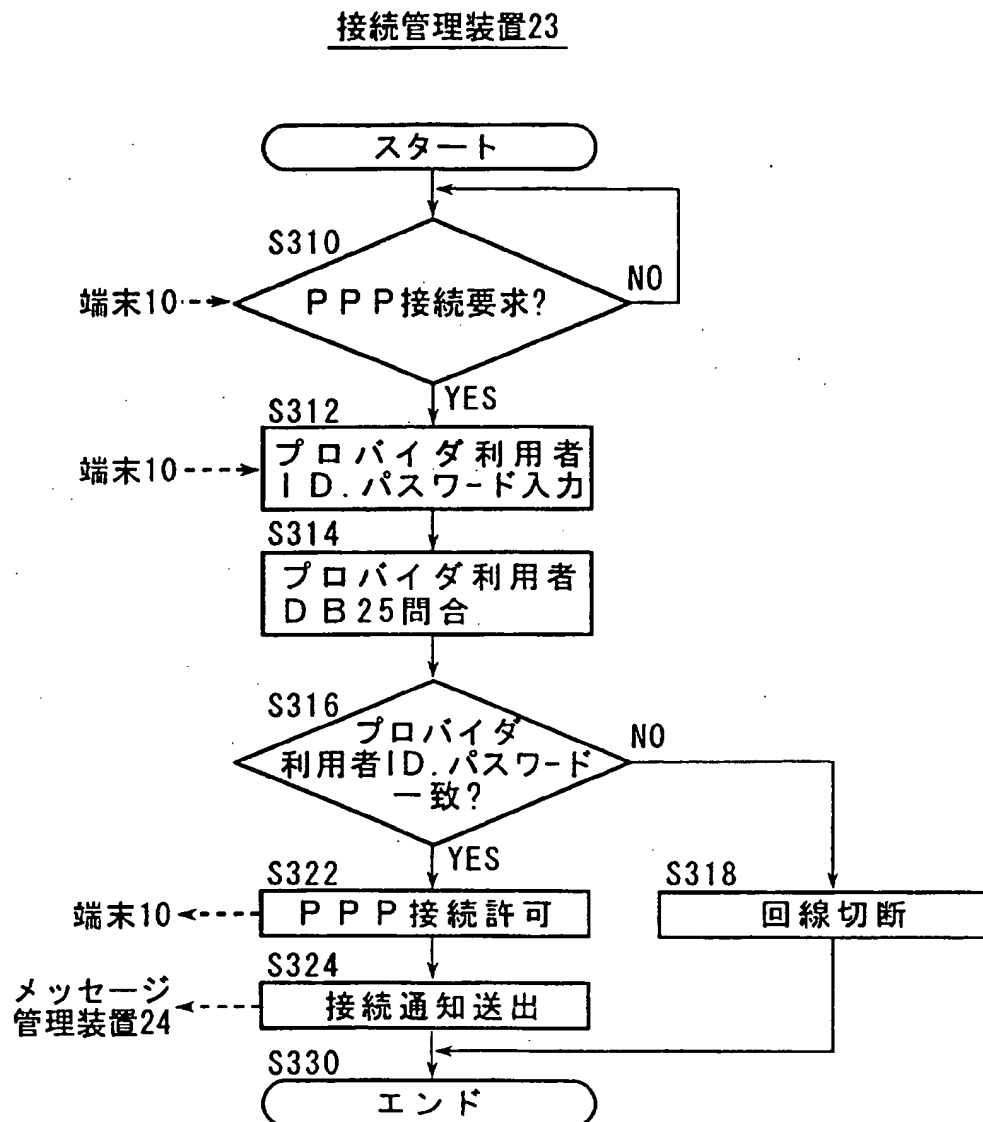 接続管理装置23
スタート
S310
端末10
PPP接続要求?
NO
YES
S312
端末10
プロバイダ利用者
ID.パスワード入力
S314
プロバイダ利用者
DB25問合
S316
プロバイダ
利用者ID.パスワード
一致?
NO
YES
S322
端末10
PPP接続許可
S318
回線切断
S324
メッセージ
管理装置24
接続通知送出
S330
エンド